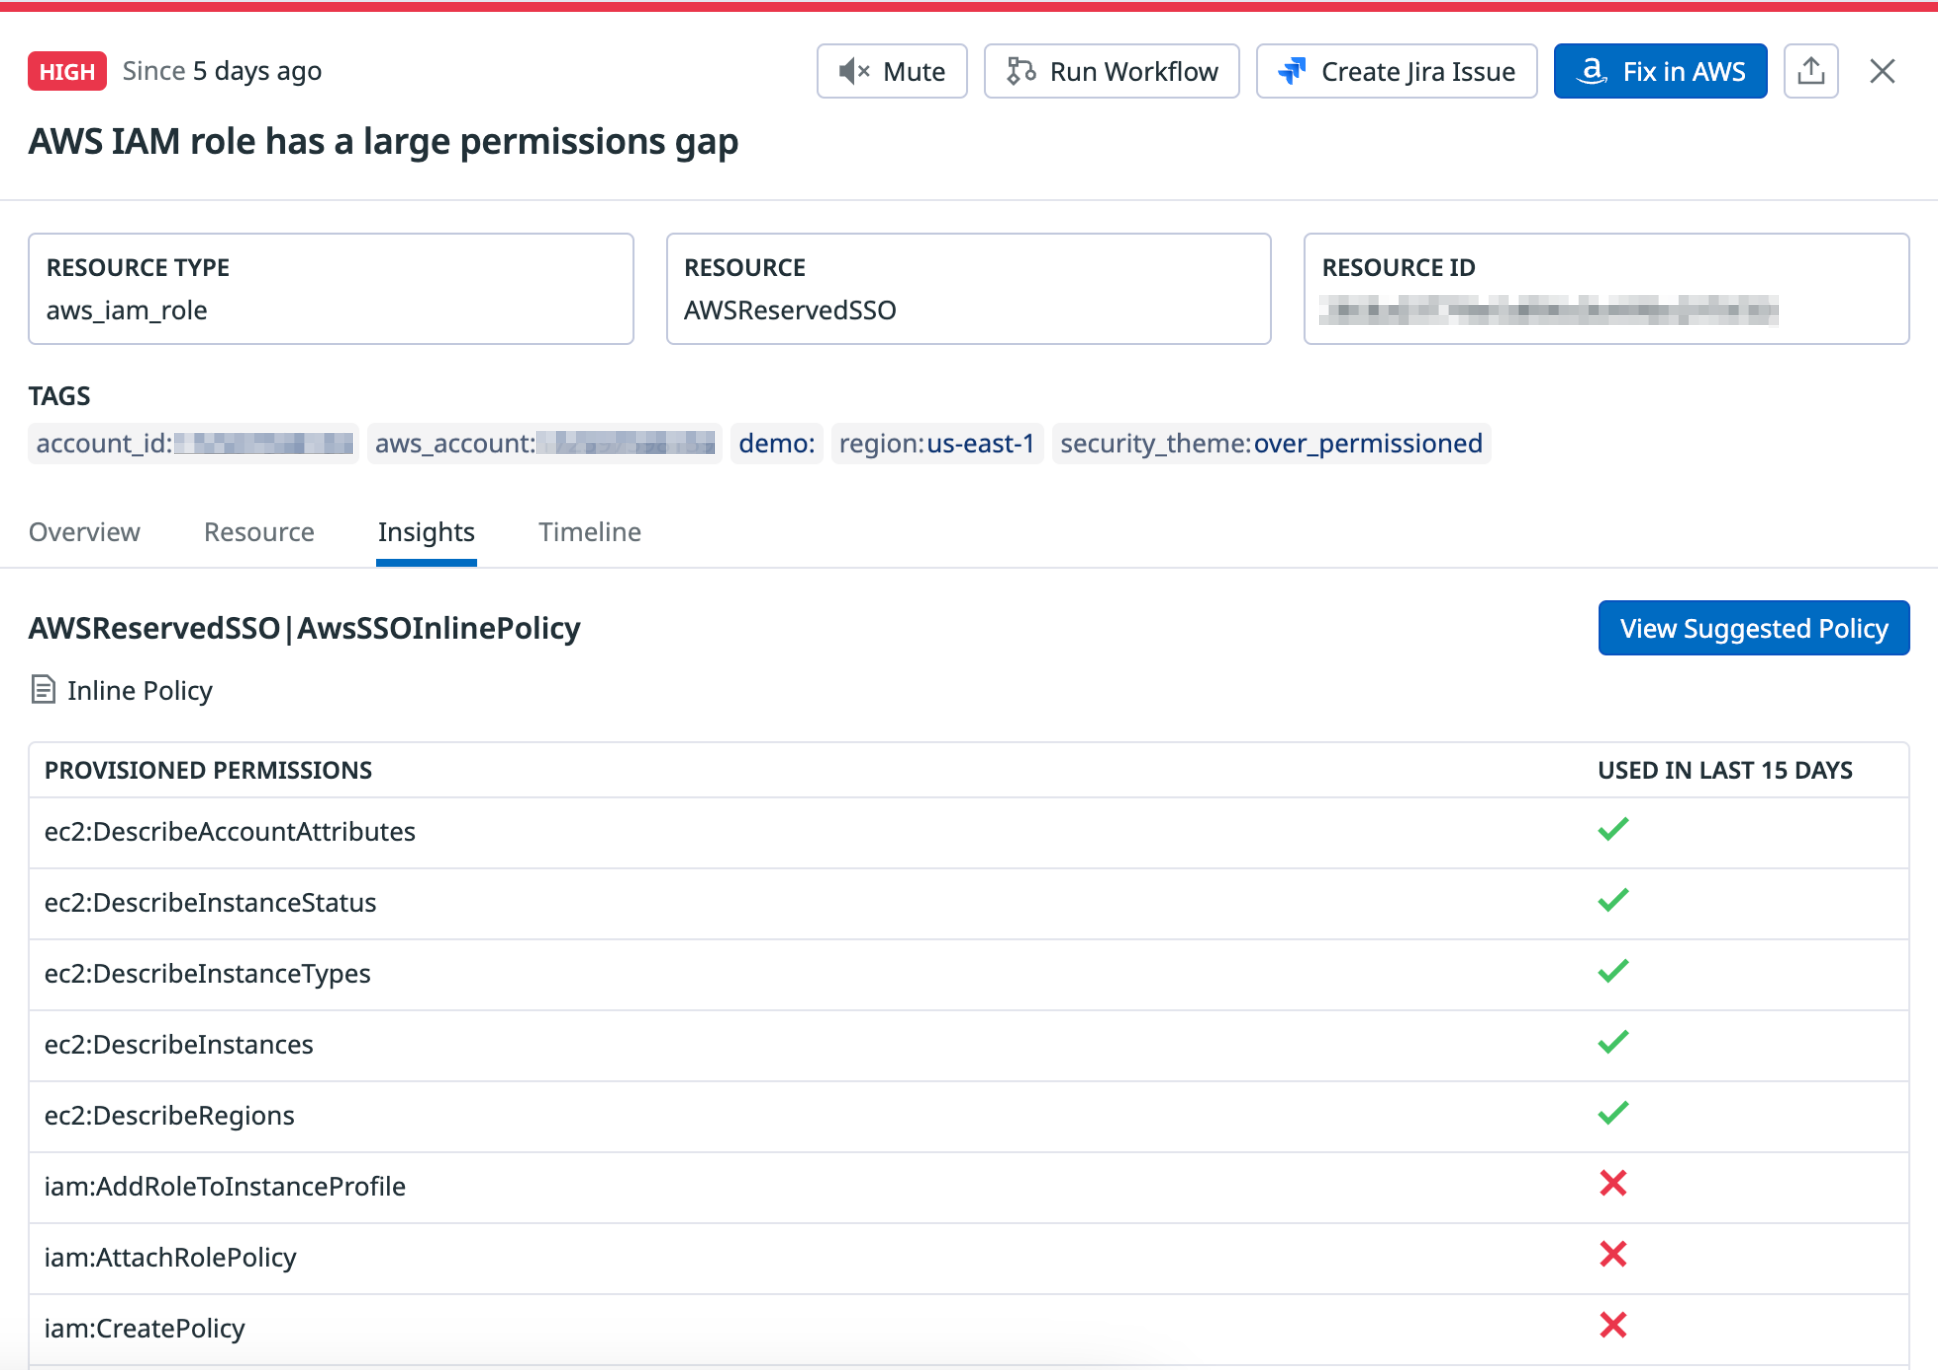 HIGH Since 5 days ago Mute Run Workflow Create Jira Issue Fix in AWS
AWS IAM role has a large permissions gap
RESOURCE TYPE
aws_iam_role
RESOURCE
AWSReservedSSO
RESOURCE ID
TAGS
account_id: aws_account: demo: region:us-east-1 security_theme:over_permissioned
Overview Resource Insights Timeline
AWSReservedSSO|AwsSSOInlinePolicy View Suggested Policy
Inline Policy
PROVISIONED PERMISSIONS USED IN LAST 15 DAYS
ec2:DescribeAccountAttributes
ec2:DescribeInstanceStatus
ec2:DescribeInstanceTypes
ec2:DescribeInstances
ec2:DescribeRegions
iam:AddRoleToInstanceProfile
iam:AttachRolePolicy
iam:CreatePolicy